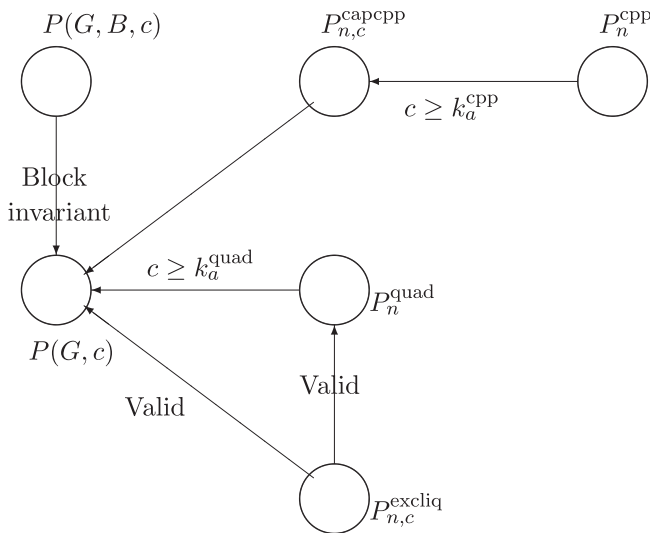 P(G, B, c)
P_{n,c}^{capcpp}
P_n^{cpp}
c ≥ k_a^{cpp}
Block
invariant
c ≥ k_a^{quad}
P_n^{quad}
P(G, c)
Valid
Valid
P_{n,c}^{excliq}